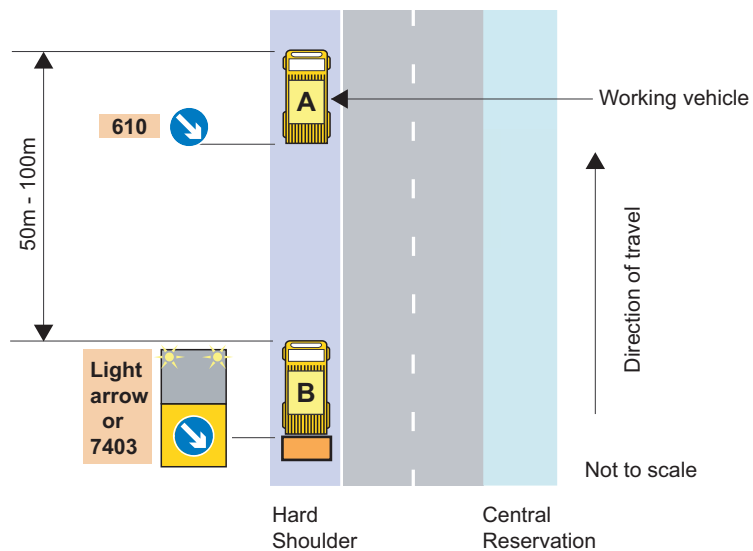 A
Working vehicle
610
50m - 100m
Direction of travel
Light
arrow
or
7403
B
Not to scale
Hard
Shoulder
Central
Reservation